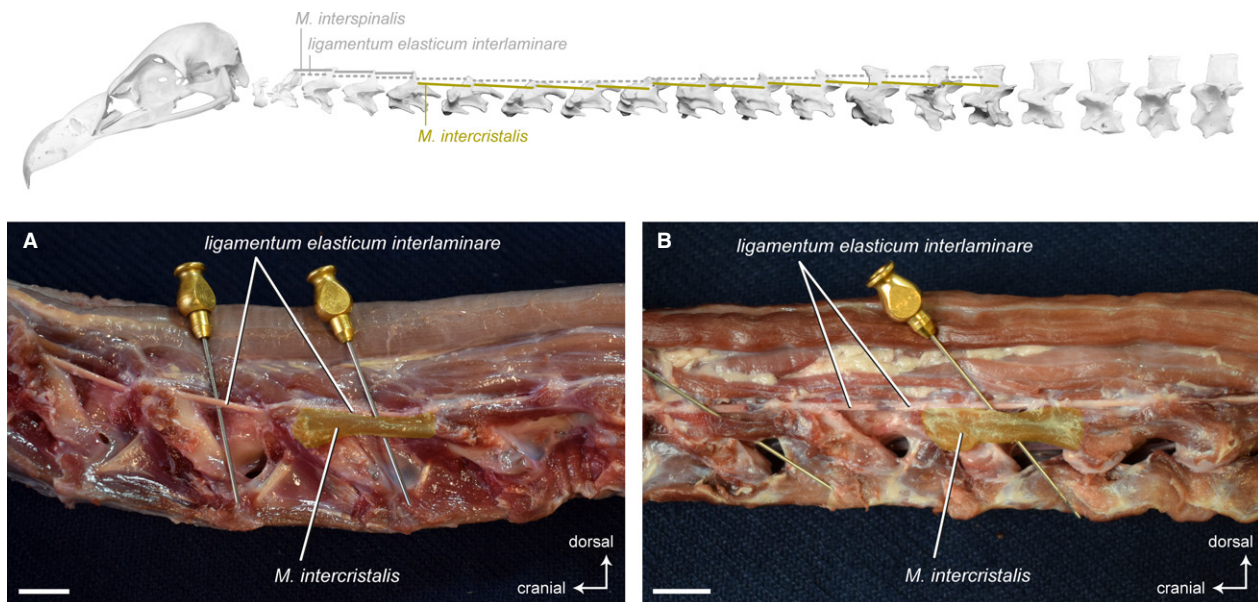 M. interspinalis
ligamentum elasticum interlaminare
M. intercristalis
A
ligamentum elasticum interlaminare
M. intercristalis
dorsal
cranial
B
ligamentum elasticum interlaminare
M. intercristalis
dorsal
cranial